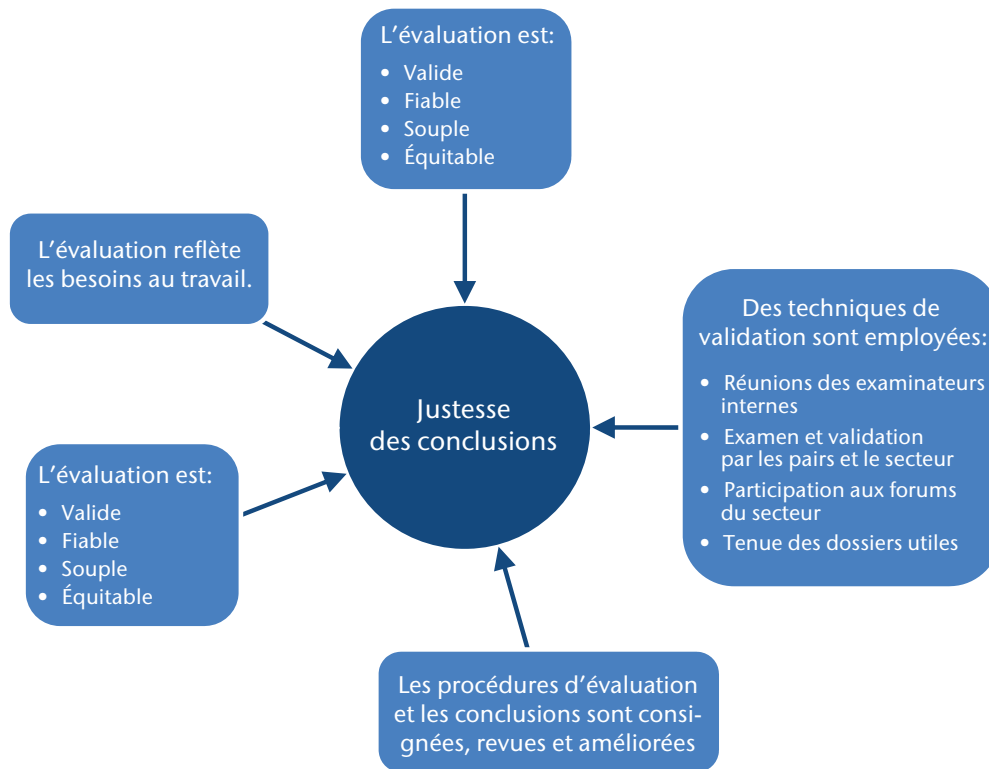 L'évaluation est:
• Valide
• Fiable
• Souple
• Équitable
L'évaluation reflète
les besoins au travail.
Des techniques de
validation sont employées:
• Réunions des examinateurs
internes
• Examen et validation
par les pairs et le secteur
• Participation aux forums
du secteur
• Tenue des dossiers utiles
Justesse
des conclusions
L'évaluation est:
• Valide
• Fiable
• Souple
• Équitable
Les procédures d'évaluation
et les conclusions sont consi-
gnées, revues et améliorées